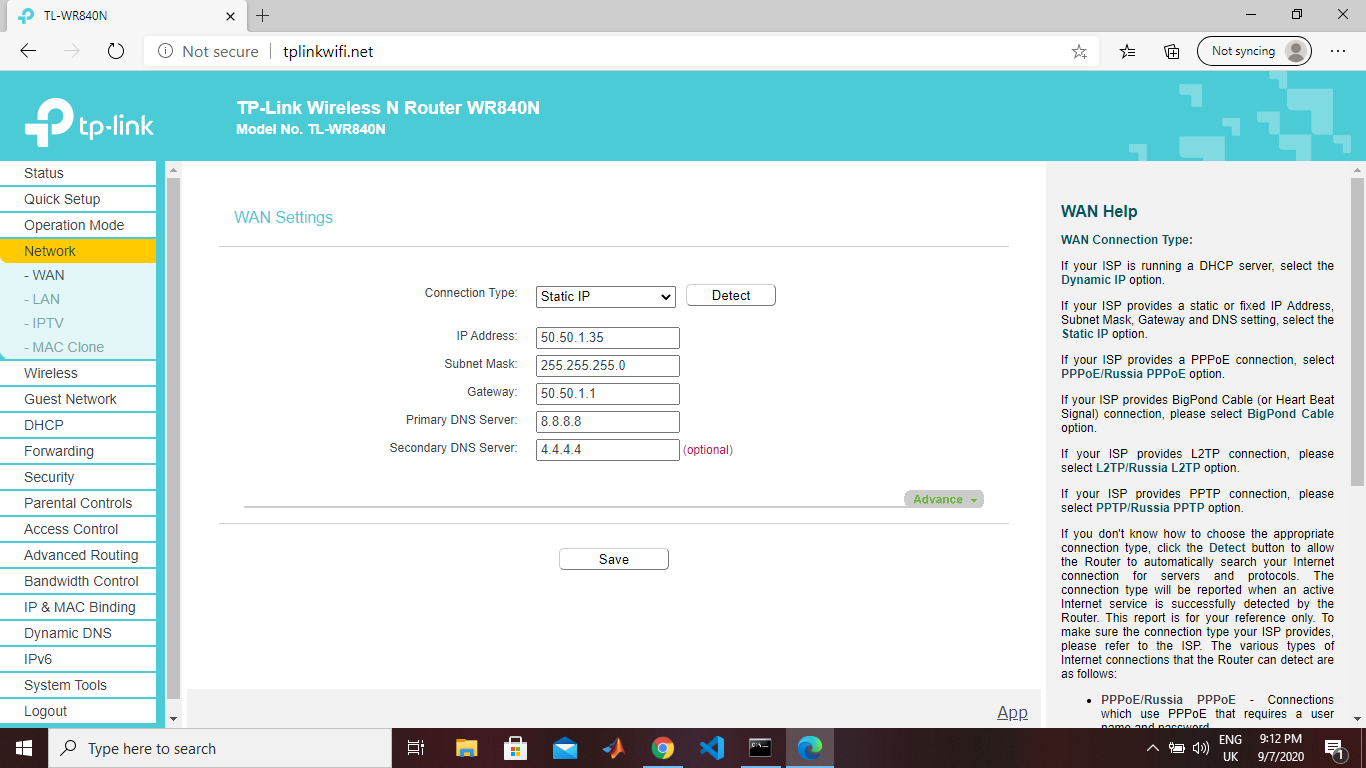 TL-WR840N
Not secure
tplinkwifi.net
Not syncing
tp-link
TP-Link Wireless N Router WR840N
Model No. TL-WR840N
Status
Quick Setup
Operation Mode
Network
- WAN
- LAN
- IPTV
- MAC Clone
Wireless
Guest Network
DHCP
Forwarding
Security
Parental Controls
Access Control
Advanced Routing
Bandwidth Control
IP & MAC Binding
Dynamic DNS
IPv6
System Tools
Logout
WAN Settings
Connection Type: Static IP Detect
IP Address: 50.50.1.35
Subnet Mask: 255.255.255.0
Gateway: 50.50.1.1
Primary DNS Server: 8.8.8.8
Secondary DNS Server: 4.4.4.4 (optional)
Advance
Save
App
WAN Help
WAN Connection Type:
If your ISP is running a DHCP server, select the
Dynamic IP option.
If your ISP provides a static or fixed IP Address,
Subnet Mask, Gateway and DNS setting, select the
Static IP option.
If your ISP provides a PPPoE connection, select
PPPoE/Russia PPPoE option.
If your ISP provides BigPond Cable (or Heart Beat
Signal) connection, please select BigPond Cable
option.
If your ISP provides L2TP connection, please
select L2TP/Russia L2TP option.
If your ISP provides PPTP connection, please
select PPTP/Russia PPTP option.
If you don't know how to choose the appropriate
connection type, click the Detect button to allow
the Router to automatically search your Internet
connection for servers and protocols. The
connection type will be reported when an active
Internet service is successfully detected by the
Router. This report is for your reference only. To
make sure the connection type your ISP provides,
please refer to the ISP. The various types of
Internet connections that the Router can detect are
as follows:
• PPPoE/Russia PPPoE - Connections
which use PPPoE that requires a user
name and password.
Type here to search
ENG
UK
9:12 PM
9/7/2020
1